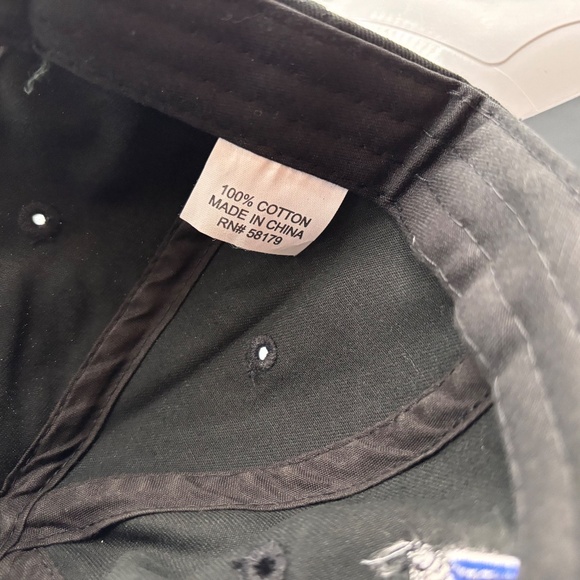 100% COTTON
MADE IN CHINA
RN# 58179